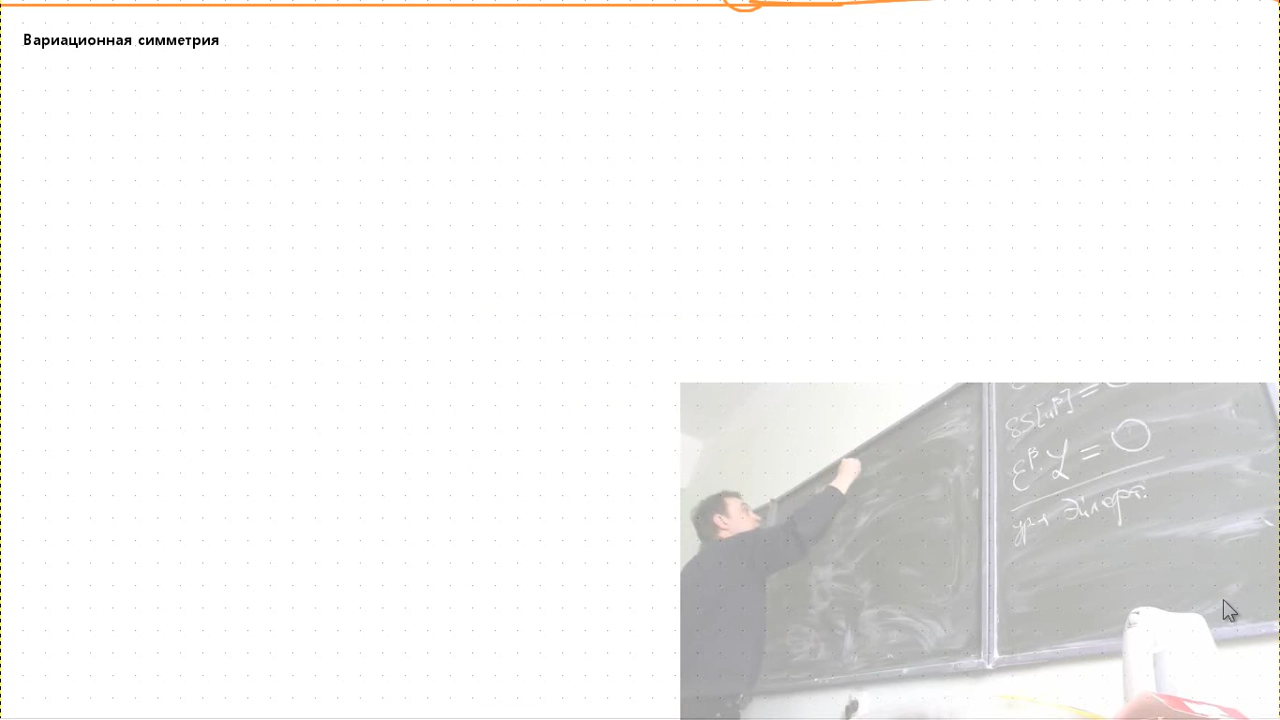 Вариационная симметрия
δS[u^β] = 0
ε^β · ℒ = 0
ур-я Эйлера